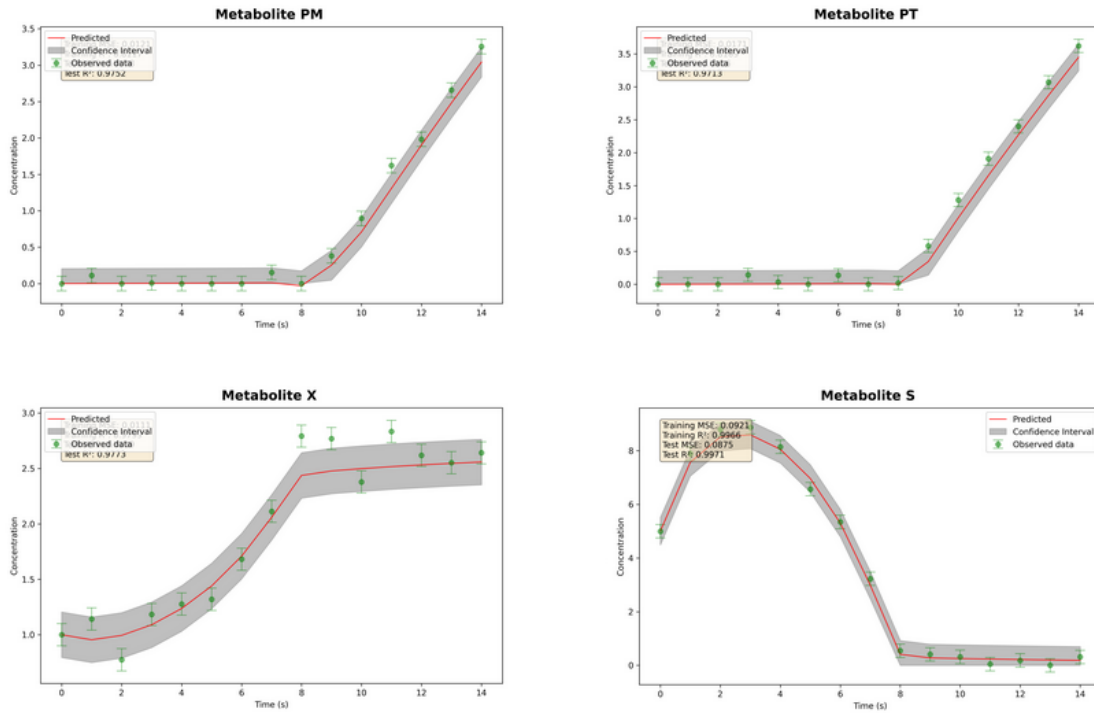 Metabolite PM
Predicted
Confidence Interval
Observed data
Test R²: 0.9752
3.5
3.0
2.5
2.0
1.5
1.0
0.5
0.0
Concentration
0 2 4 6 8 10 12 14
Time (s)
Metabolite PT
Predicted
Confidence Interval
Observed data
Test R²: 0.9713
3.5
3.0
2.5
2.0
1.5
1.0
0.5
0.0
Concentration
0 2 4 6 8 10 12 14
Time (s)
Metabolite X
Predicted
Confidence Interval
Observed data
Test R²: 0.9773
3.0
2.5
2.0
1.5
1.0
Concentration
0 2 4 6 8 10 12 14
Time (s)
Metabolite S
Training MSE: 0.0921
Training R²: 0.9966
Test MSE: 0.0875
Test R²: 0.9971
Predicted
Confidence Interval
Observed data
8
6
4
2
0
Concentration
0 2 4 6 8 10 12 14
Time (s)